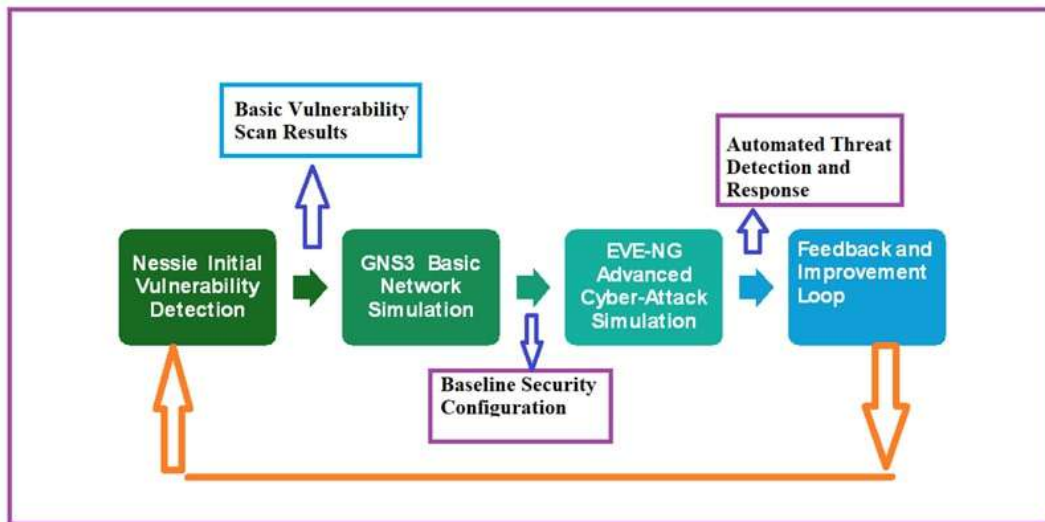 Basic Vulnerability
Scan Results
Automated Threat
Detection and
Response
Nessie Initial
Vulnerability
Detection
GNS3 Basic
Network
Simulation
EVE-NG
Advanced
Cyber-Attack
Simulation
Feedback and
Improvement
Loop
Baseline Security
Configuration